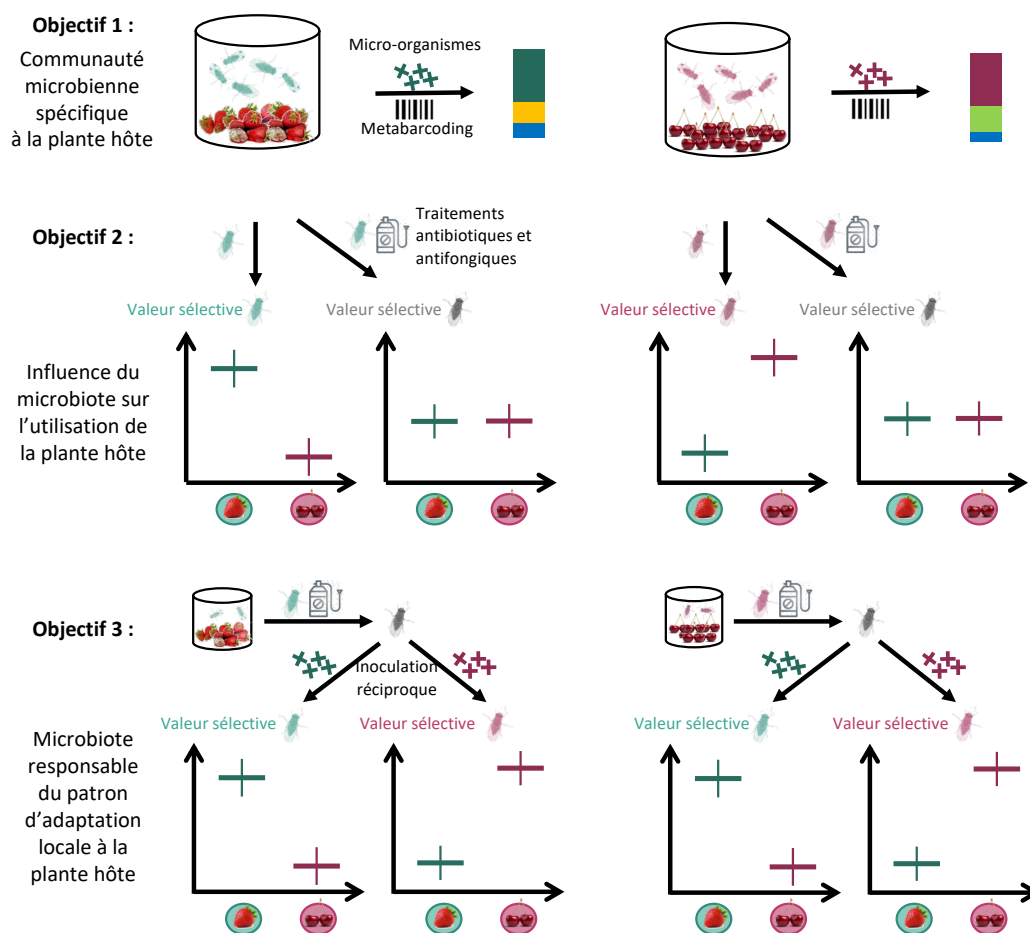 Objectif 1 :
Communauté
microbienne
spécifique
à la plante hôte
Micro-organismes
Metabarcoding
Objectif 2 :
Traitements
antibiotiques et
antifongiques
Valeur sélective
Valeur sélective
Valeur sélective
Valeur sélective
Influence du
microbiote sur
l’utilisation de
la plante hôte
Objectif 3 :
Inoculation
réciproque
Valeur sélective
Valeur sélective
Valeur sélective
Valeur sélective
Microbiote
responsable
du patron
d’adaptation
locale à la
plante hôte